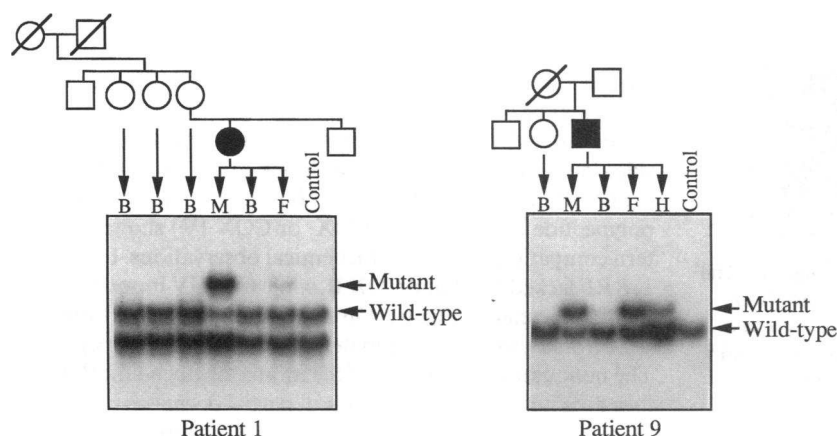 B B B M B F Control
B M B F H Control
Mutant
Wild-type
Mutant
Wild-type
Patient 1
Patient 9